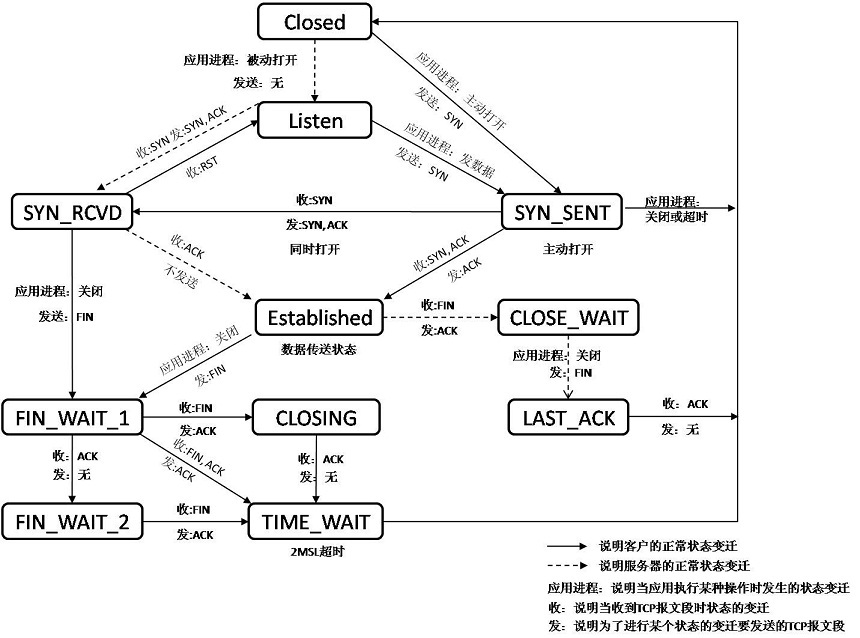 Closed
应用进程：被动打开
发送：无
应用进程：主动打开
发送：SYN
Listen
收:SYN 发:SYN,ACK
收:RST
应用进程：发数据
发送：SYN
SYN_RCVD
收:SYN
发:SYN,ACK
同时打开
SYN_SENT
主动打开
应用进程：
关闭或超时
收:ACK
不发送
收:SYN,ACK
发:ACK
应用进程：关闭
发送：FIN
Established
数据传送状态
收:FIN
发:ACK
CLOSE_WAIT
应用进程：关闭
发：FIN
应用进程：关闭
发:FIN
FIN_WAIT_1
收:FIN
发:ACK
CLOSING
LAST_ACK
收：ACK
发：无
收：ACK
发：无
收:FIN,ACK
发:ACK
收：ACK
发：无
FIN_WAIT_2
收:FIN
发:ACK
TIME_WAIT
2MSL超时
说明客户的正常状态变迁
说明服务器的正常状态变迁
应用进程：说明当应用执行某种操作时发生的状态变迁
收：说明当收到TCP报文段时状态的变迁
发：说明为了进行某个状态的变迁要发送的TCP报文段